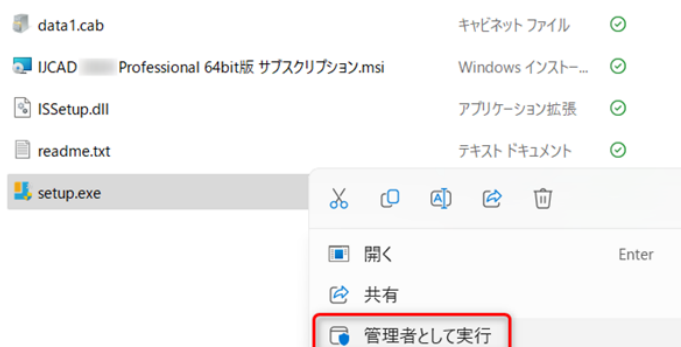 data1.cab キャビネット ファイル
IJCAD Professional 64bit版 サブスクリプション.msi Windows インストー...
ISSetup.dll アプリケーション拡張
readme.txt テキスト ドキュメント
setup.exe
開く Enter
共有
管理者として実行